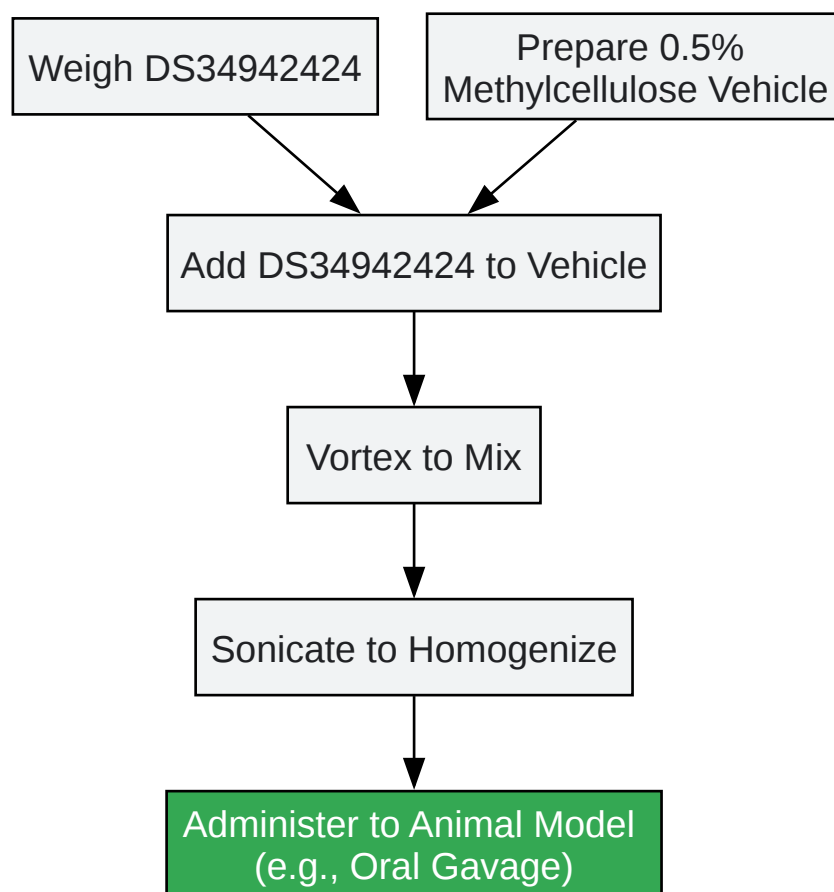 Weigh DS34942424
Prepare 0.5%
Methylcellulose Vehicle
Add DS34942424 to Vehicle
Vortex to Mix
Sonicate to Homogenize
Administer to Animal Model
(e.g., Oral Gavage)